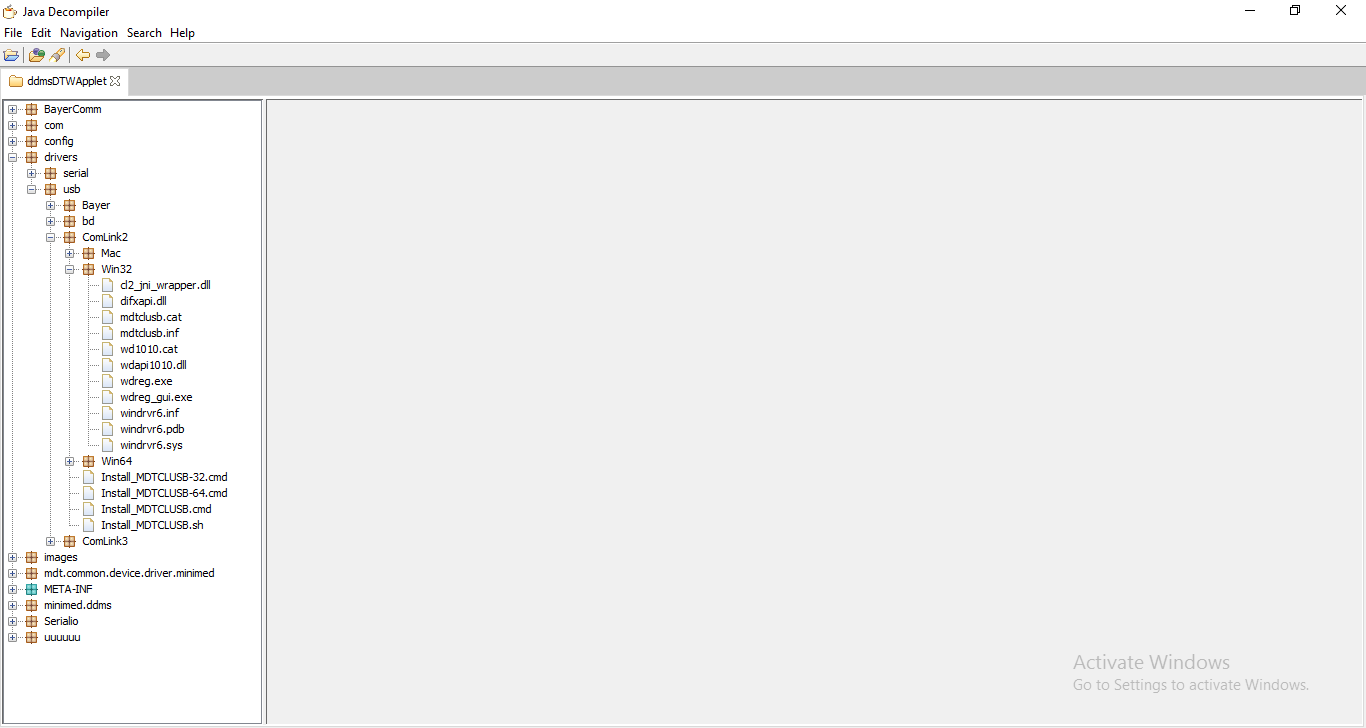 Java Decompiler
File Edit Navigation Search Help
ddmsDTWApplet
BayerComm
com
config
drivers
serial
usb
Bayer
bd
ComLink2
Mac
Win32
cl2_jni_wrapper.dll
difxapi.dll
mdtclusb.cat
mdtclusb.inf
wd1010.cat
wdapi1010.dll
wdreg.exe
wdreg_gui.exe
windrvr6.inf
windrvr6.pdb
windrvr6.sys
Win64
Install_MDTCLUSB-32.cmd
Install_MDTCLUSB-64.cmd
Install_MDTCLUSB.cmd
Install_MDTCLUSB.sh
ComLink3
images
mdt.common.device.driver.minimed
META-INF
minimed.ddms
Serialio
uuuuuu
Activate Windows
Go to Settings to activate Windows.